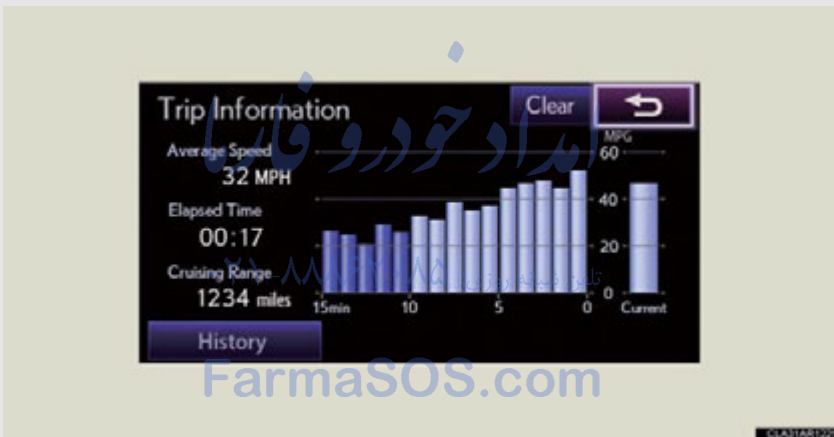 Trip Information
Clear
Average Speed
32 MPH
Elapsed Time
00:17
Cruising Range
1234 miles
MPG
60
40
20
0
15min 10 5 0 Current
History
امداد خودرو فارسا
FarmaSOS.com